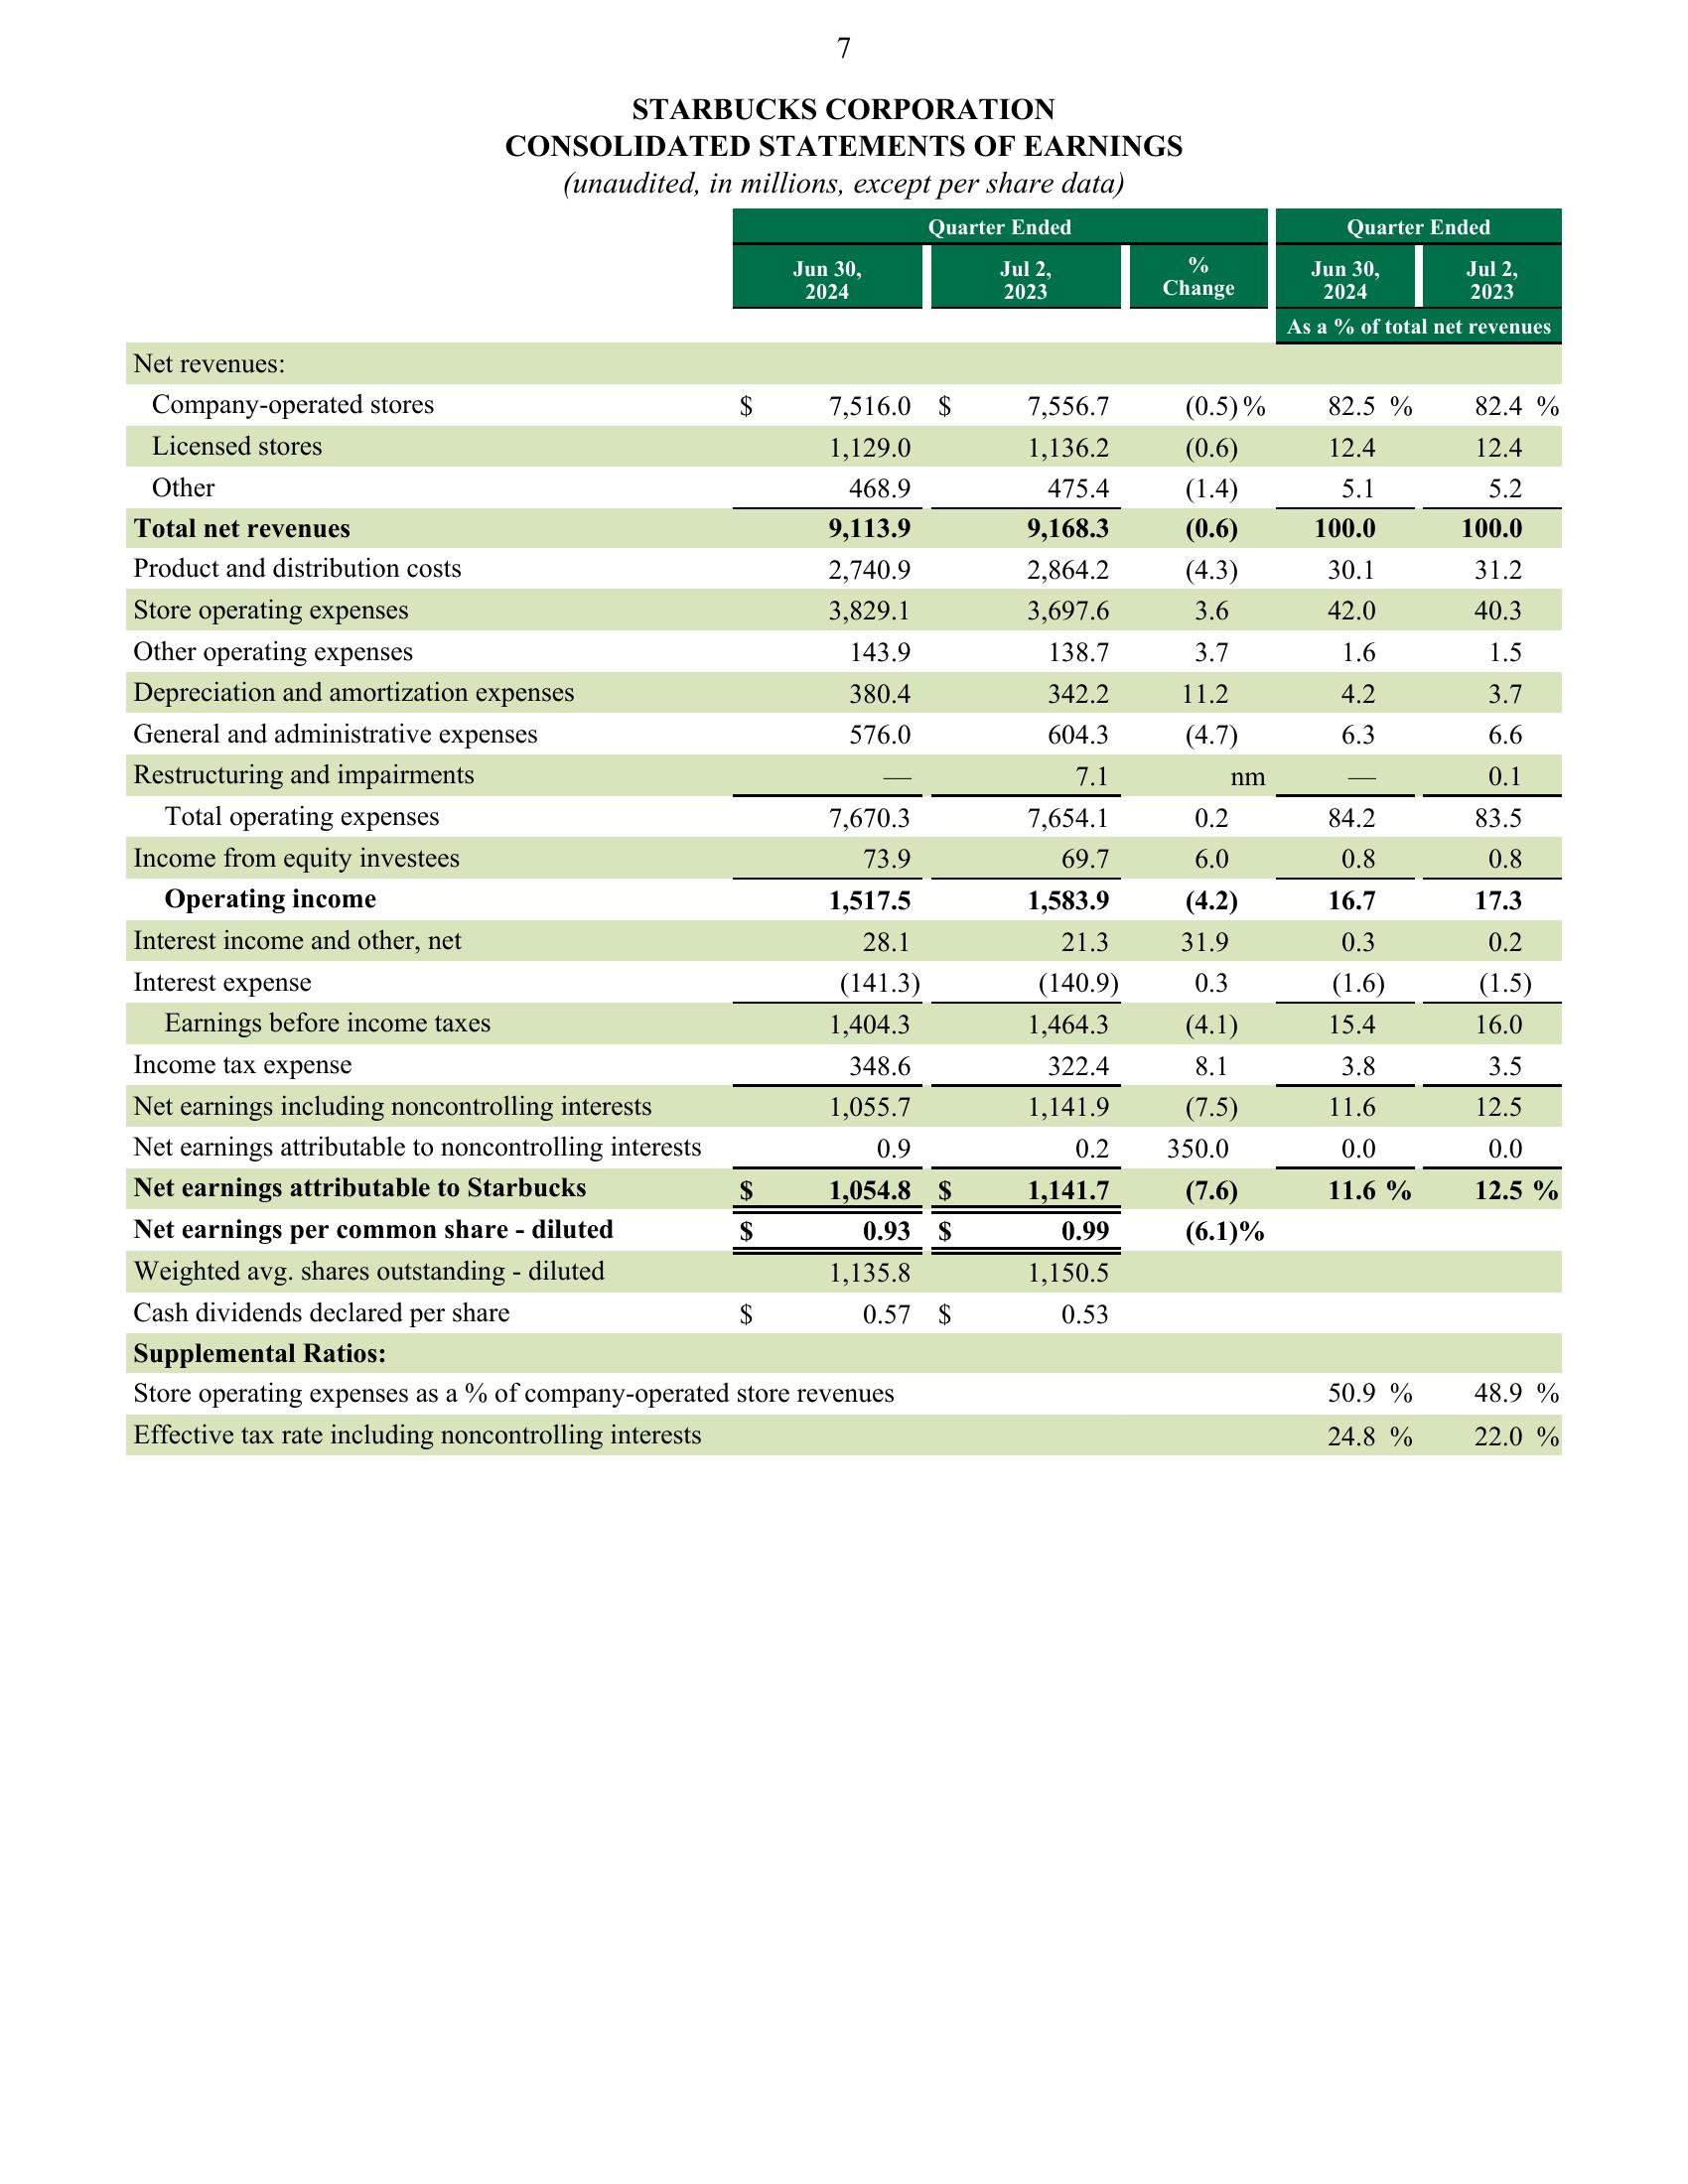 7
STARBUCKS CORPORATION
CONSOLIDATED STATEMENTS OF EARNINGS
(unaudited, in millions, except per share data)
Quarter Ended Quarter Ended
Jun 30, 2024 Jul 2, 2023 % Change Jun 30, 2024 Jul 2, 2023
As a % of total net revenues
Net revenues:
Company-operated stores $ 7,516.0 $ 7,556.7 (0.5)% 82.5 % 82.4 %
Licensed stores 1,129.0 1,136.2 (0.6) 12.4 12.4
Other 468.9 475.4 (1.4) 5.1 5.2
Total net revenues 9,113.9 9,168.3 (0.6) 100.0 100.0
Product and distribution costs 2,740.9 2,864.2 (4.3) 30.1 31.2
Store operating expenses 3,829.1 3,697.6 3.6 42.0 40.3
Other operating expenses 143.9 138.7 3.7 1.6 1.5
Depreciation and amortization expenses 380.4 342.2 11.2 4.2 3.7
General and administrative expenses 576.0 604.3 (4.7) 6.3 6.6
Restructuring and impairments — 7.1 nm — 0.1
Total operating expenses 7,670.3 7,654.1 0.2 84.2 83.5
Income from equity investees 73.9 69.7 6.0 0.8 0.8
Operating income 1,517.5 1,583.9 (4.2) 16.7 17.3
Interest income and other, net 28.1 21.3 31.9 0.3 0.2
Interest expense (141.3) (140.9) 0.3 (1.6) (1.5)
Earnings before income taxes 1,404.3 1,464.3 (4.1) 15.4 16.0
Income tax expense 348.6 322.4 8.1 3.8 3.5
Net earnings including noncontrolling interests 1,055.7 1,141.9 (7.5) 11.6 12.5
Net earnings attributable to noncontrolling interests 0.9 0.2 350.0 0.0 0.0
Net earnings attributable to Starbucks $ 1,054.8 $ 1,141.7 (7.6) 11.6 % 12.5 %
Net earnings per common share - diluted $ 0.93 $ 0.99 (6.1)%
Weighted avg. shares outstanding - diluted 1,135.8 1,150.5
Cash dividends declared per share $ 0.57 $ 0.53
Supplemental Ratios:
Store operating expenses as a % of company-operated store revenues 50.9 % 48.9 %
Effective tax rate including noncontrolling interests 24.8 % 22.0 %